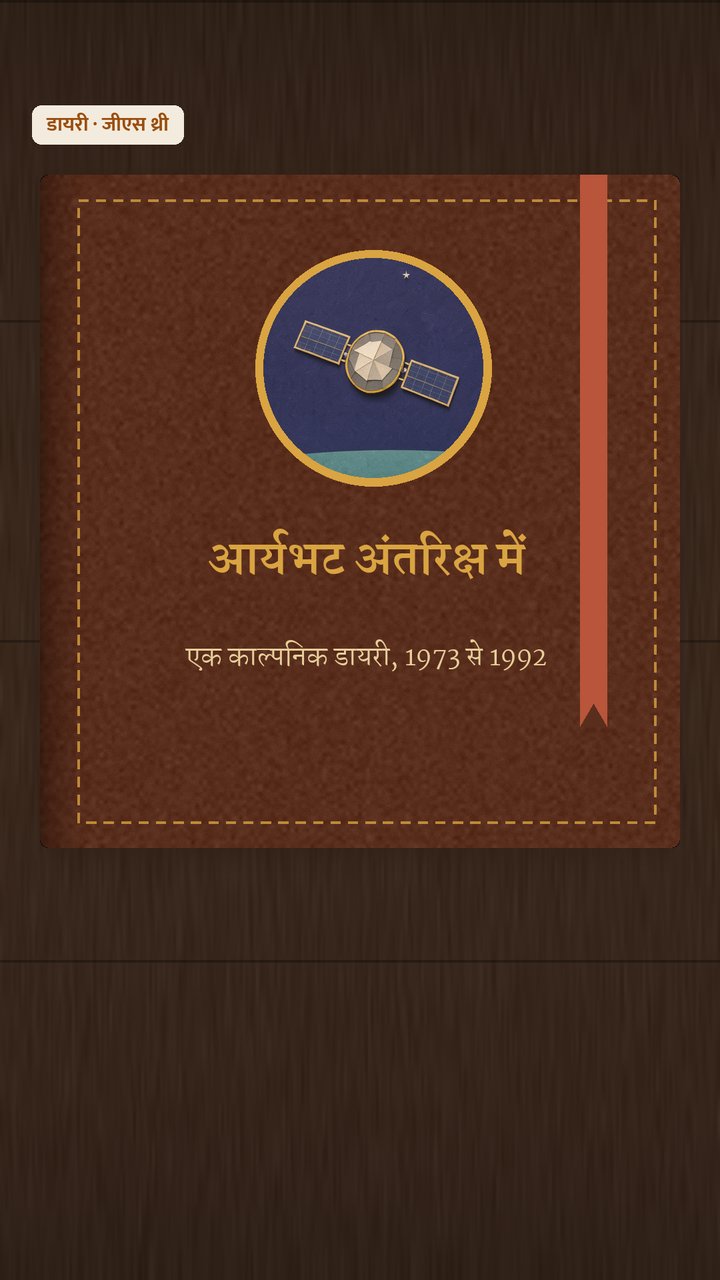 डायरी · जीएस थ्री
आर्यभट अंतरिक्ष में
एक काल्पनिक डायरी, 1973 से 1992